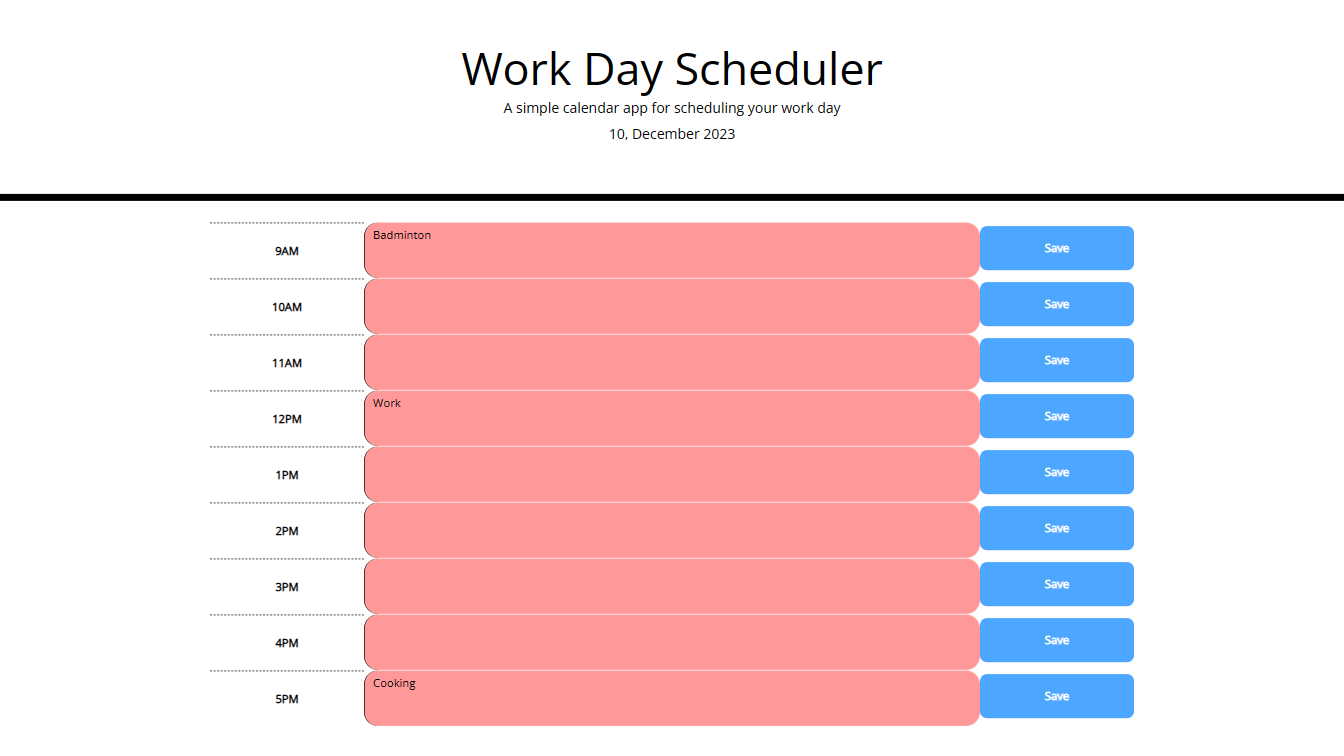 Work Day Scheduler
A simple calendar app for scheduling your work day
10, December 2023
9AM Badminton Save
10AM Save
11AM Save
12PM Work Save
1PM Save
2PM Save
3PM Save
4PM Save
5PM Cooking Save